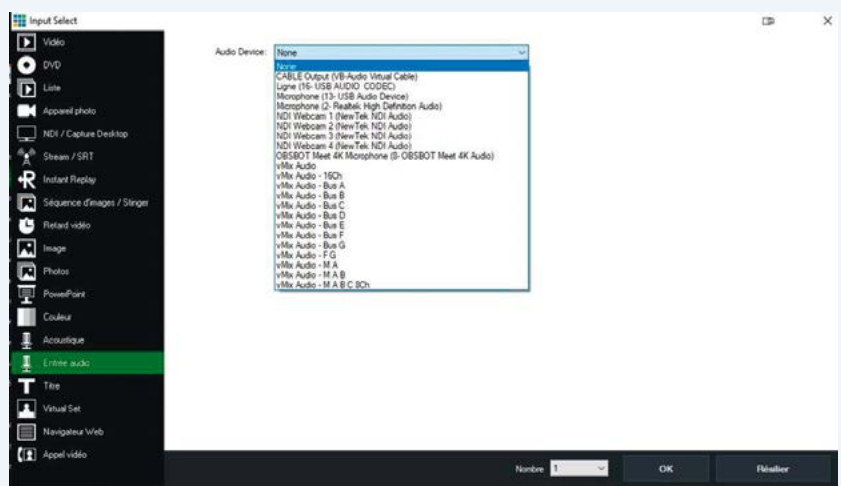 Input Select
Vidéo
DVD
Liste
Appareil photo
NDI / Capture Desktop
Stream / SRT
Instant Replay
Séquence d'images / Stinger
Retard vidéo
Image
Photos
PowerPoint
Couleur
Acoustique
Entrée audio
Titre
Virtual Set
Navigateur Web
Appel vidéo
Audio Device: None
None
CABLE Output (VB-Audio Virtual Cable)
Ligne (16- USB AUDIO CODEC)
Microphone (13- USB Audio Device)
Microphone (2- Realtek High Definition Audio)
NDI Webcam 1 (NewTek NDI Audio)
NDI Webcam 2 (NewTek NDI Audio)
NDI Webcam 3 (NewTek NDI Audio)
NDI Webcam 4 (NewTek NDI Audio)
OBSBOT Meet 4K Microphone (8- OBSBOT Meet 4K Audio)
vMix Audio
vMix Audio - 16Ch
vMix Audio - Bus A
vMix Audio - Bus B
vMix Audio - Bus C
vMix Audio - Bus D
vMix Audio - Bus E
vMix Audio - Bus F
vMix Audio - Bus G
vMix Audio - F G
vMix Audio - M A
vMix Audio - M A B
vMix Audio - M A B C 8Ch
Nombre 1
OK
Résilier